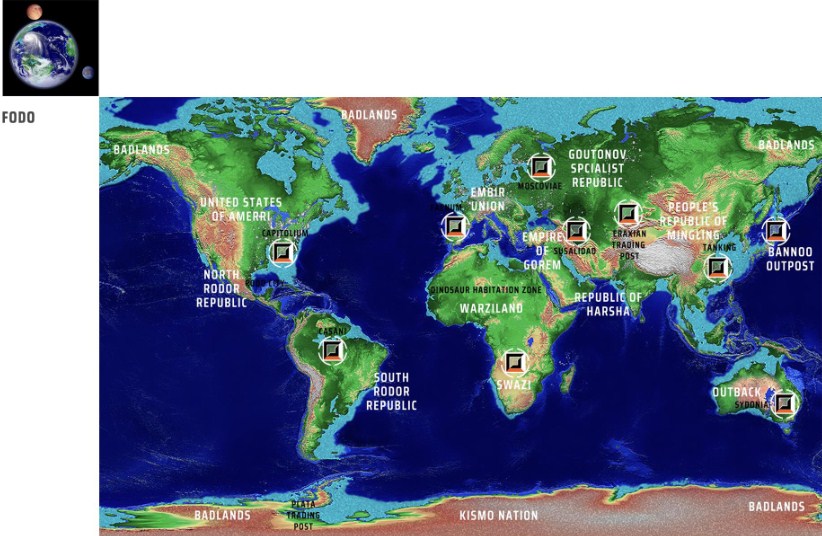 FODO
BADLANDS
BADLANDS
BADLANDS
GOUTONOV
SPCIALIST
REPUBLIC
MOSCOVIAE
EMBIR
UNION
UNITED STATES
OF AMERRI
CAPITOLIUM
PEOPLE'S
REPUBLIC OF
MINGLING
TANKING
ERAXIAN
TRADING
POST
EMPIRE
DE
GOREM
SUSALIDAD
BANNOO
OUTPOST
NORTH
RODOR
REPUBLIC
DINOSAUR HABITATION ZONE
WARZILAND
REPUBLIC OF
HARSHA
CASANI
SOUTH
RODOR
REPUBLIC
SWAZI
OUTBACK
SYDONIA
PLATA
TRADING
POST
BADLANDS
KISMO NATION
BADLANDS